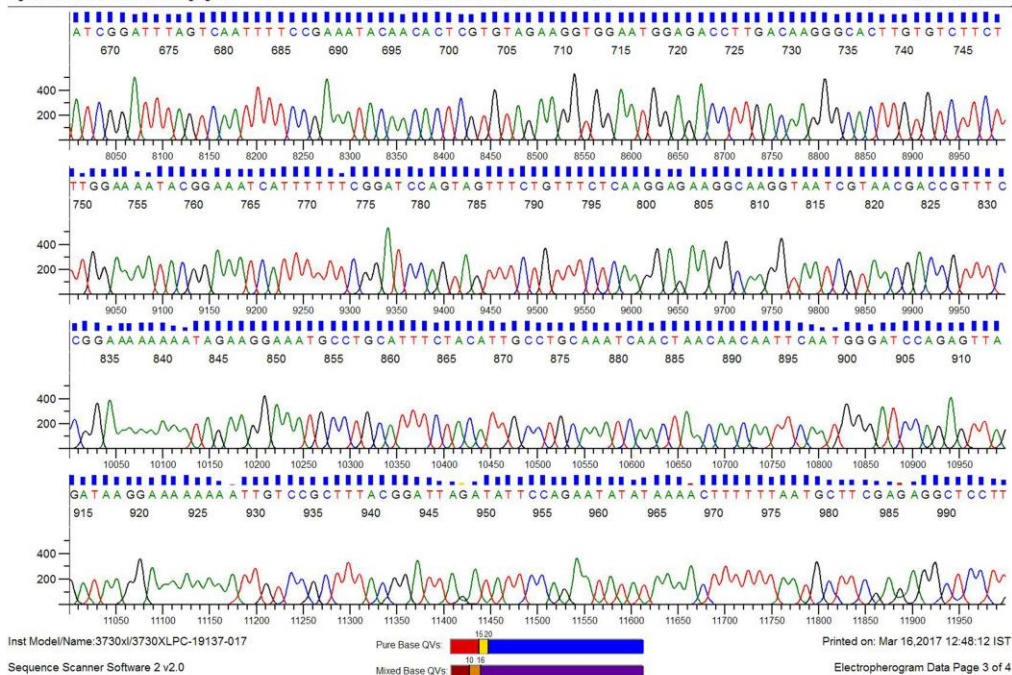 ATCGGATTTAGTCAATTTTCCGAAATACAACACTCGTGTAGAAGGTGGAATGGAGACCTTGACAAGGGCACTTGTGTCTTCT
670 675 680 685 690 695 700 705 710 715 720 725 730 735 740 745
400
200
8050 8100 8150 8200 8250 8300 8350 8400 8450 8500 8550 8600 8650 8700 8750 8800 8850 8900 8950
TTGGAAAATACGGAAATCATTTTTTCGGATCCAGTAGTTTCTGTTTCTCAAGGAGAAGGCAAGGTAATCGTAACGACCGTTTC
750 755 760 765 770 775 780 785 790 795 800 805 810 815 820 825 830
400
200
9050 9100 9150 9200 9250 9300 9350 9400 9450 9500 9550 9600 9650 9700 9750 9800 9850 9900 9950
CGGAAAAAAAAATAGAAGGAAATGCCTGCATTTCTACATTGCCTGCAAATCAACTAACAACAATTCAATGGGATCCAGAGTTA
835 840 845 850 855 860 865 870 875 880 885 890 895 900 905 910
400
200
10050 10100 10150 10200 10250 10300 10350 10400 10450 10500 10550 10600 10650 10700 10750 10800 10850 10900 10950
GATAAGGAAAAAAAATTGTCCGCTTTACGGATTAGATATTCCAGAATATATAAAACTTTTTTAATGCTTCGAGAGGCTCCTT
915 920 925 930 935 940 945 950 955 960 965 970 975 980 985 990
400
200
11050 11100 11150 11200 11250 11300 11350 11400 11450 11500 11550 11600 11650 11700 11750 11800 11850 11900 11950
Inst Model/Name:3730xl/3730XLPC-19137-017
Pure Base QVs: 15 20
Printed on: Mar 16,2017 12:48:12 IST
Sequence Scanner Software 2 v2.0
Mixed Base QVs: 10 16
Electropherogram Data Page 3 of 4